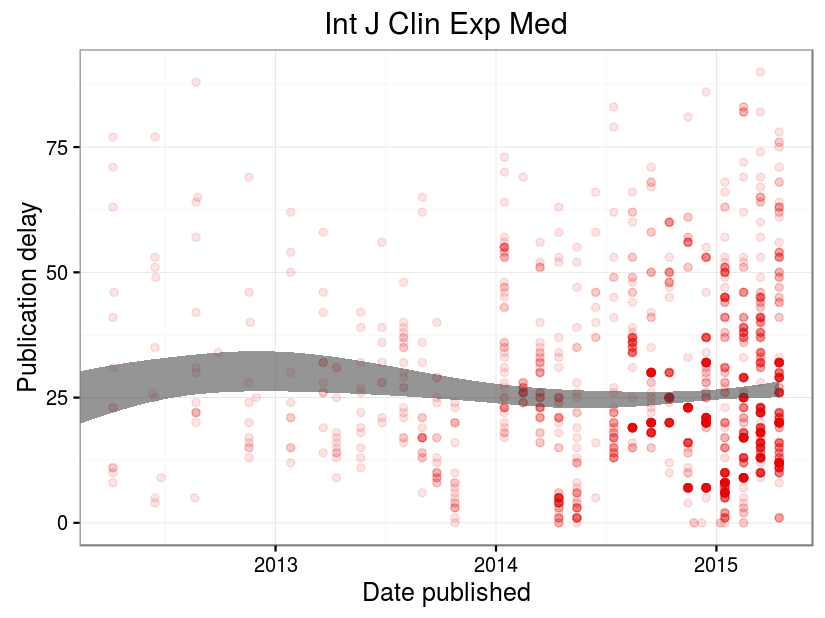 Int J Clin Exp Med
Publication delay
75
50
25
0
2013 2014 2015
Date published